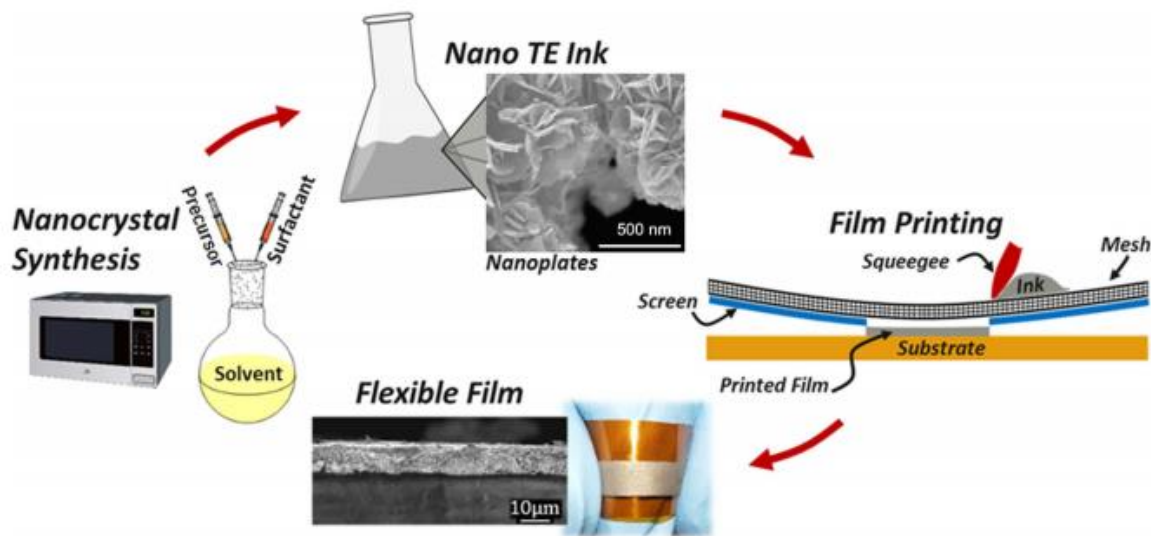 Nano TE Ink
500 nm
Nanoplates
Nanocrystal
Synthesis
Precursor
Surfactant
Solvent
Film Printing
Squeegee
Mesh
Ink
Screen
Substrate
Printed Film
Flexible Film
10μm